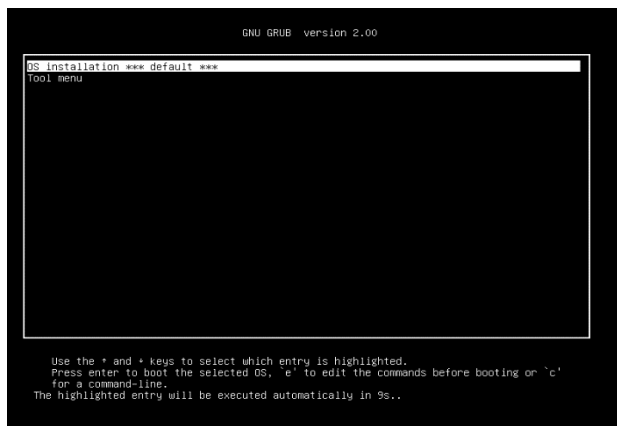 GNU GRUB version 2.00
OS installation *** default ***
Tool menu
Use the ↑ and ↓ keys to select which entry is highlighted.
Press enter to boot the selected OS, `e' to edit the commands before booting or `c'
for a command-line.
The highlighted entry will be executed automatically in 9s..